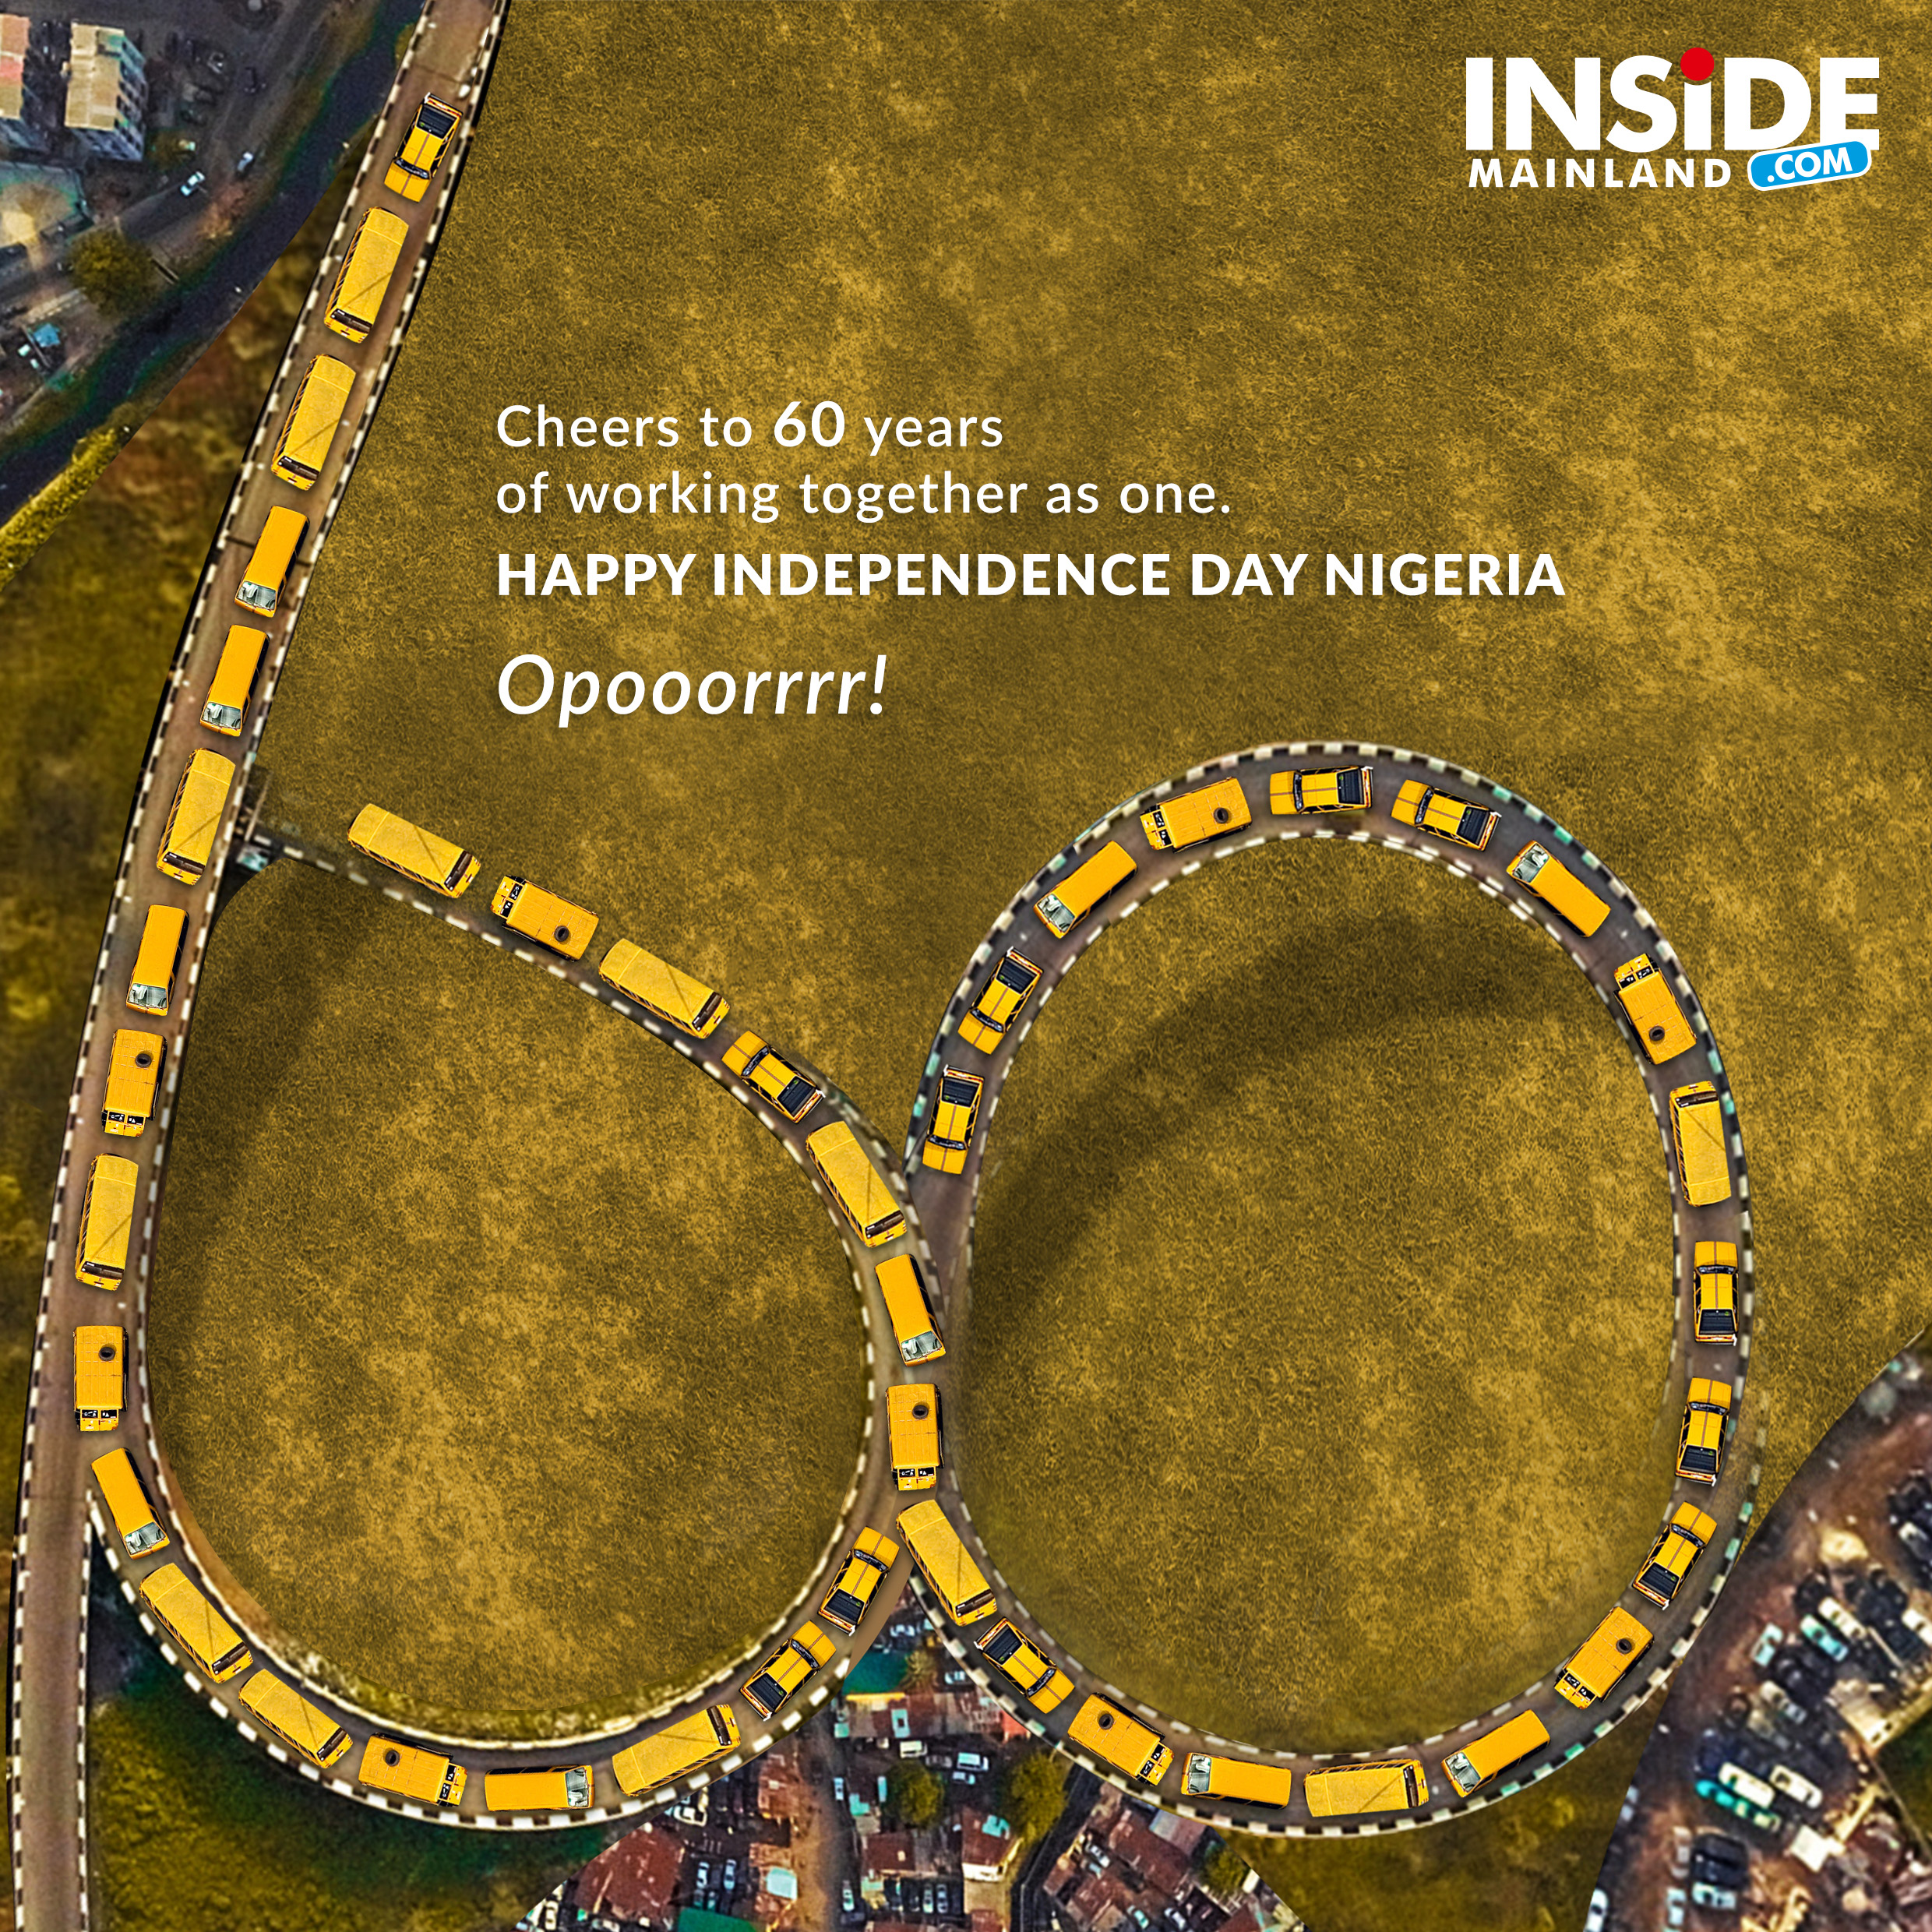 INSiDE
MAINLAND .COM
Cheers to 60 years
of working together as one.
HAPPY INDEPENDENCE DAY NIGERIA
Opooorrrr!